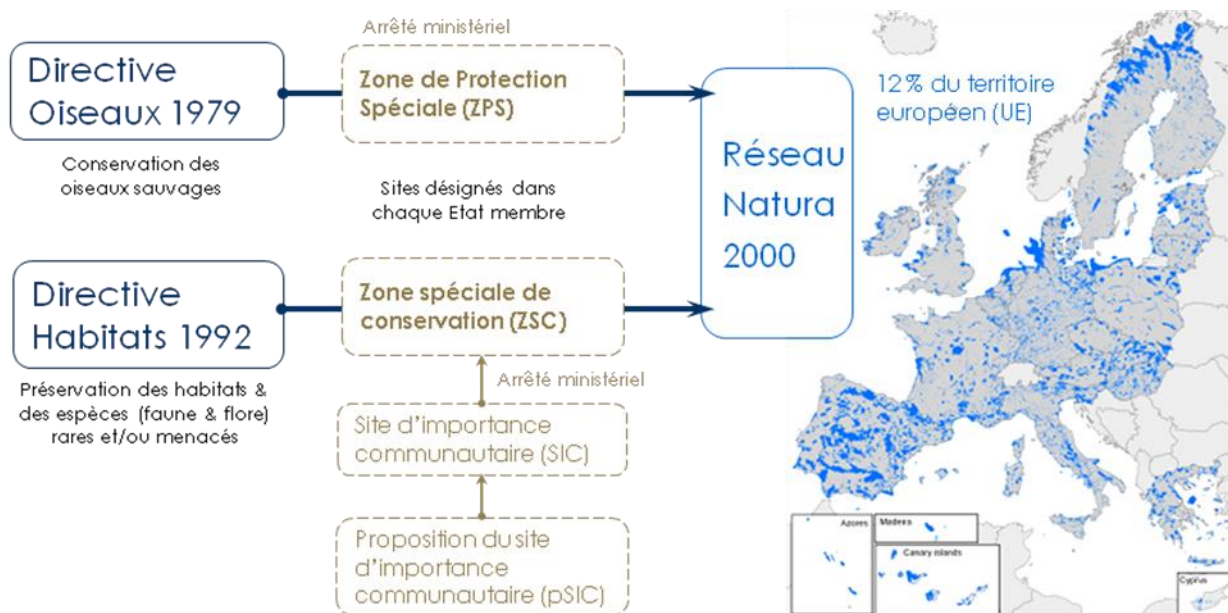 Arrêté ministériel
Directive
Oiseaux 1979
Conservation des
oiseaux sauvages
Zone de Protection
Spéciale (ZPS)
Sites désignés dans
chaque Etat membre
Directive
Habitats 1992
Préservation des habitats &
des espèces (faune & flore)
rares et/ou menacés
Zone spéciale de
conservation (ZSC)
Arrêté ministériel
Site d'importance
communautaire (SIC)
Proposition du site
d'importance
communautaire (pSIC)
Réseau
Natura
2000
12% du territoire
européen (UE)
Azores
Madeira
Canary islands
Cyprus